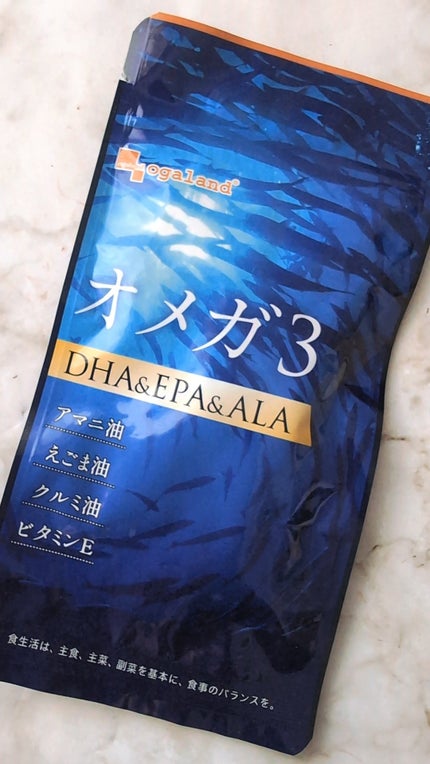 ogaland®
オメガ3
DHA&EPA&ALA
アマニ油
えごま油
クルミ油
ビタミンE
食生活は、主食、主菜、副菜を基本に、食事のバランスを。